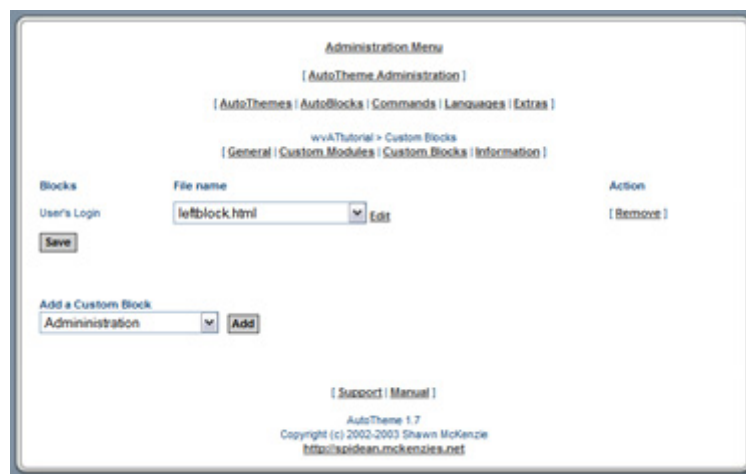 Administration Menu
[ AutoTheme Administration ]
[ AutoThemes | AutoBlocks | Commands | Languages | Extras ]
wvATtutorial > Custom Blocks
[ General | Custom Modules | Custom Blocks | Information ]
Blocks File name Action
User's Login leftblock.html Edit [ Remove ]
Save
Add a Custom Block
Admininistration Add
[ Support | Manual ]
AutoTheme 1.7
Copyright (c) 2002-2003 Shawn McKenzie
http://spidean.mckenzies.net